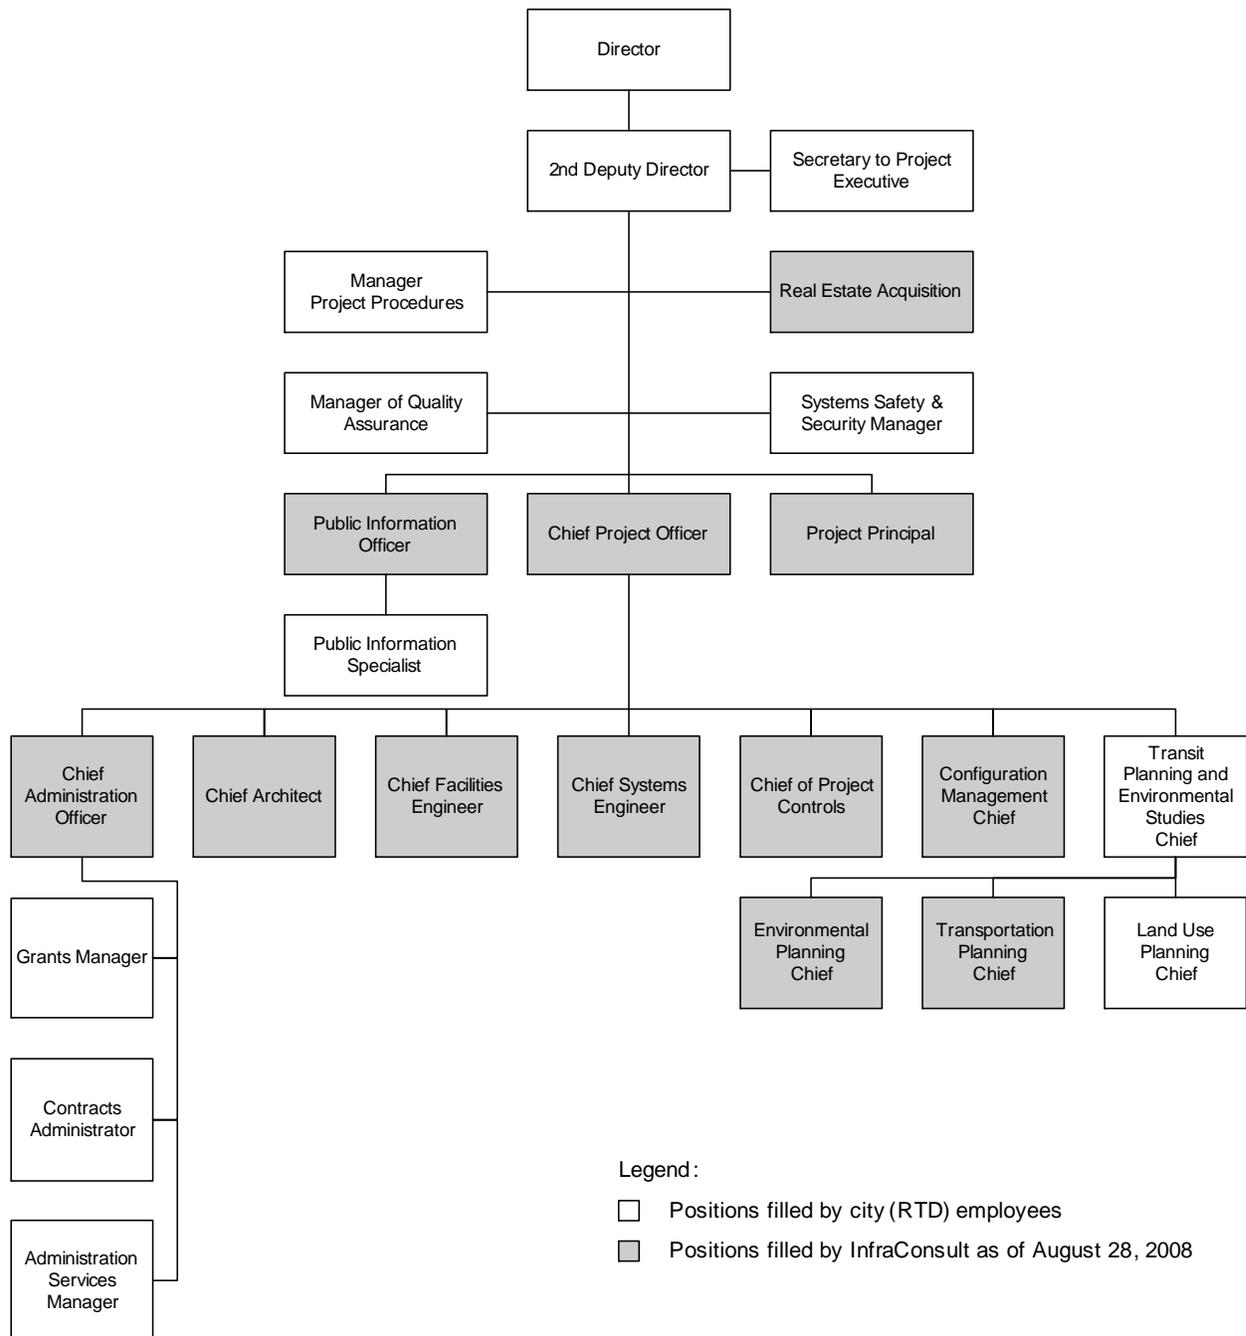 Director
2nd Deputy Director
Secretary to Project
Executive
Manager
Project Procedures
Real Estate Acquisition
Manager of Quality
Assurance
Systems Safety &
Security Manager
Public Information
Officer
Chief Project Officer
Project Principal
Public Information
Specialist
Chief
Administration
Officer
Chief Architect
Chief Facilities
Engineer
Chief Systems
Engineer
Chief of Project
Controls
Configuration
Management
Chief
Transit
Planning and
Environmental
Studies
Chief
Grants Manager
Environmental
Planning
Chief
Transportation
Planning
Chief
Land Use
Planning
Chief
Contracts
Administrator
Administration
Services
Manager
Legend:
Positions filled by city (RTD) employees
Positions filled by InfraConsult as of August 28, 2008